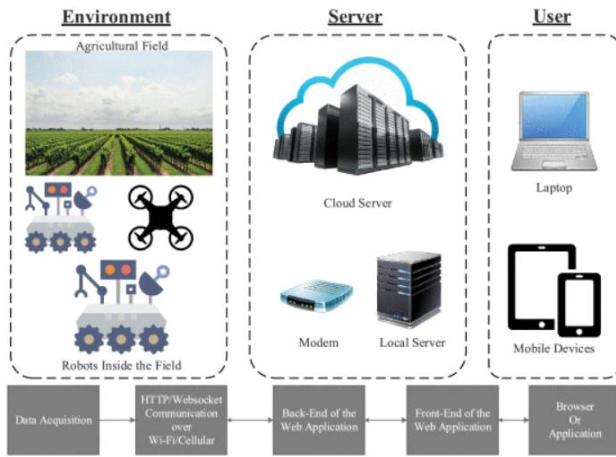 Environment
Server
User
Agricultural Field
Cloud Server
Laptop
Modem
Local Server
Robots Inside the Field
Mobile Devices
Data Acquisition
HTTP/Websocket
Communication
over
Wi-Fi/Cellular
Back-End of the
Web Application
Front-End of the
Web Application
Browser
Or
Application